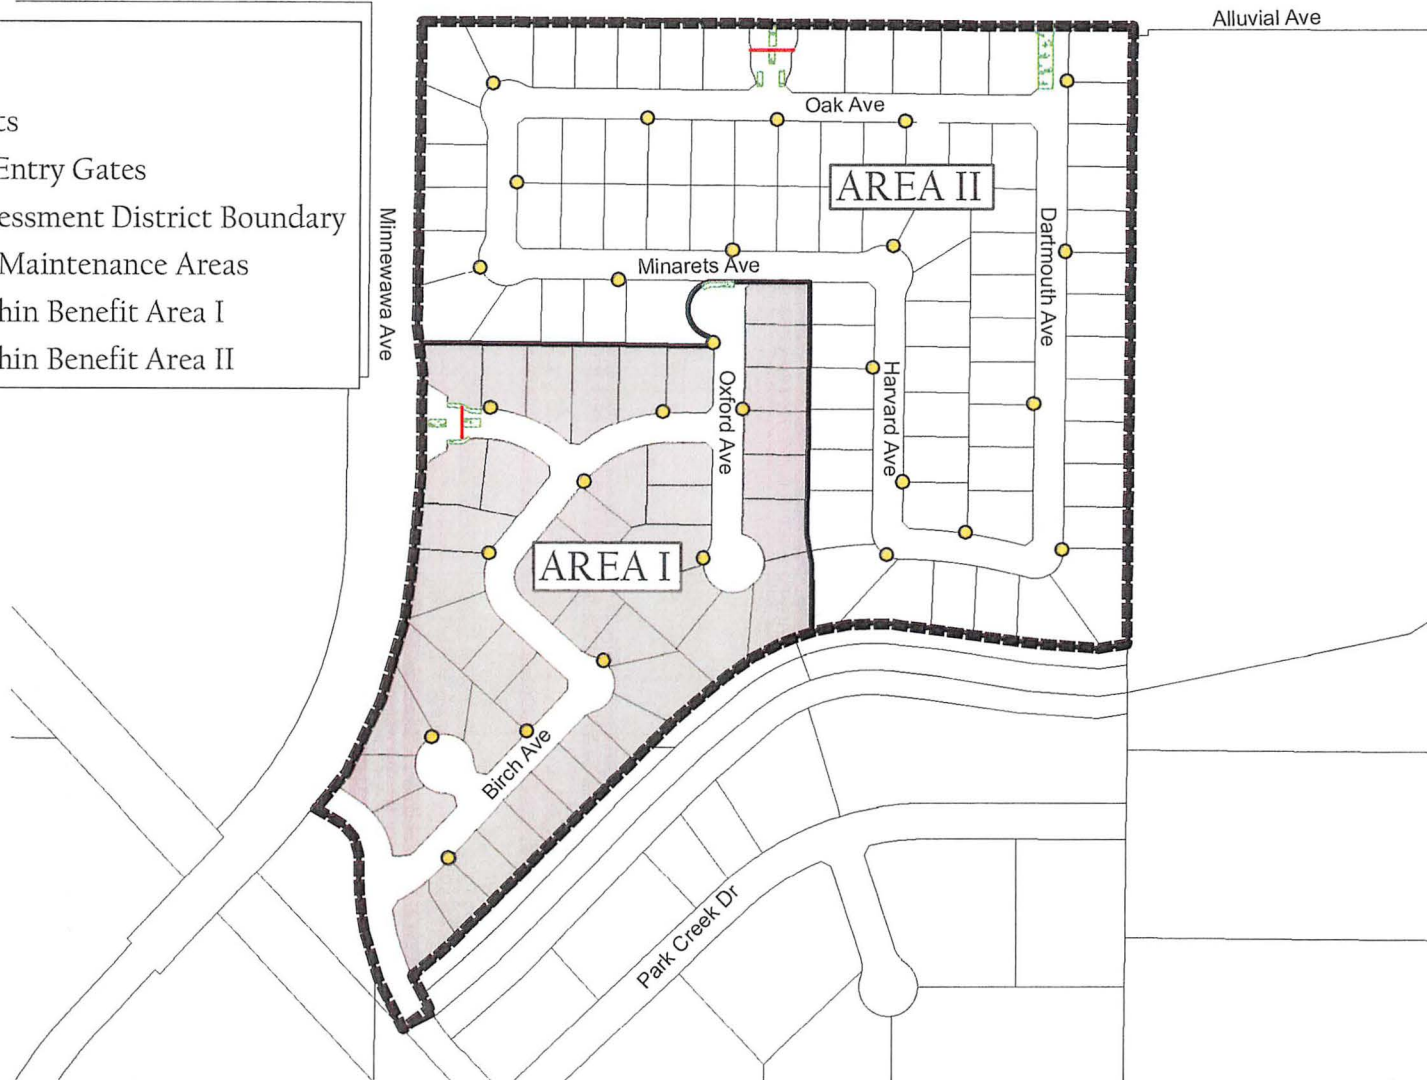 Alluvial Ave
ts
Entry Gates
essment District Boundary
Maintenance Areas
hin Benefit Area I
hin Benefit Area II
Minnewawa Ave
Oak Ave
AREA II
Dartmouth Ave
Minarets Ave
Oxford Ave
Harvard Ave
AREA I
Birch Ave
Park Creek Dr